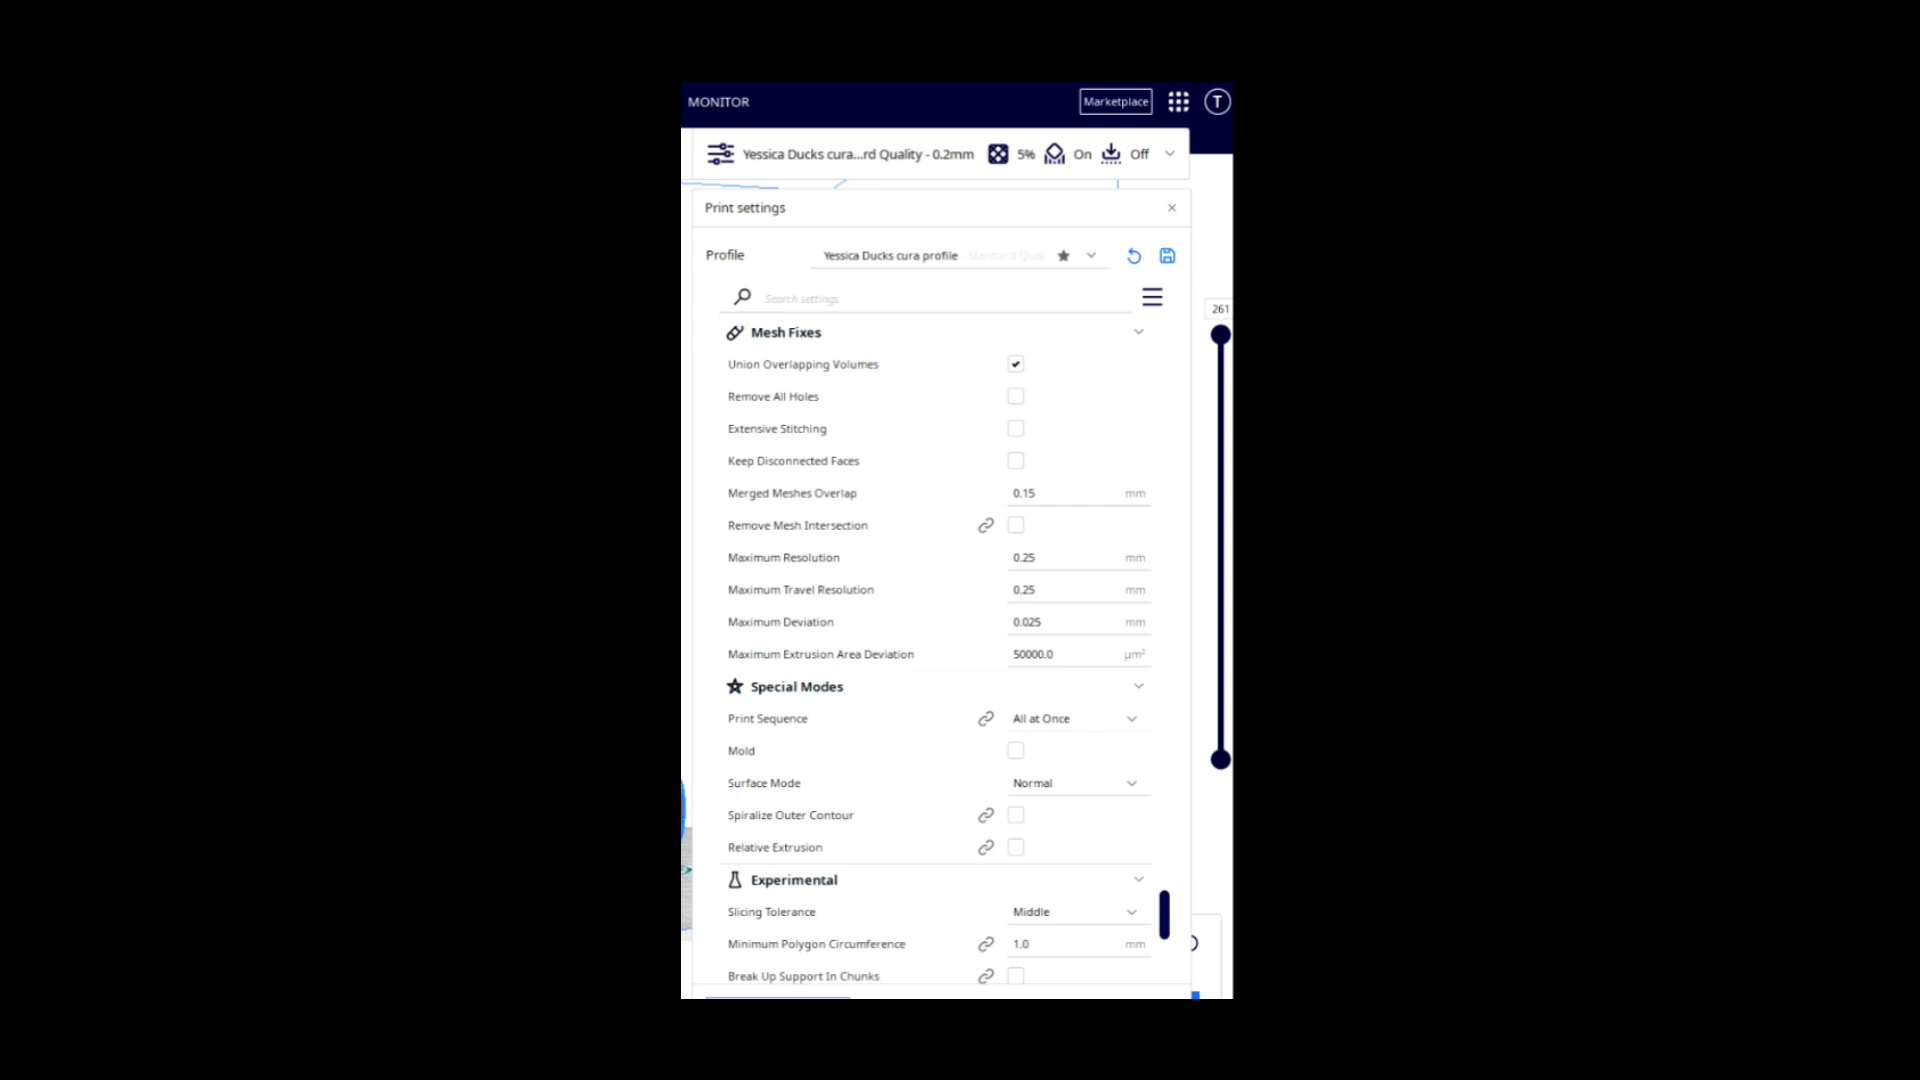 MONITOR Marketplace T
Yessica Ducks cura...rd Quality - 0.2mm 5% On Off
Print settings
Profile Yessica Ducks cura profile - Standard Qual...
Search settings
261
Mesh Fixes
Union Overlapping Volumes
Remove All Holes
Extensive Stitching
Keep Disconnected Faces
Merged Meshes Overlap 0.15 mm
Remove Mesh Intersection
Maximum Resolution 0.25 mm
Maximum Travel Resolution 0.25 mm
Maximum Deviation 0.025 mm
Maximum Extrusion Area Deviation 50000.0 µm²
Special Modes
Print Sequence All at Once
Mold
Surface Mode Normal
Spiralize Outer Contour
Relative Extrusion
Experimental
Slicing Tolerance Middle
Minimum Polygon Circumference 1.0 mm
Break Up Support In Chunks